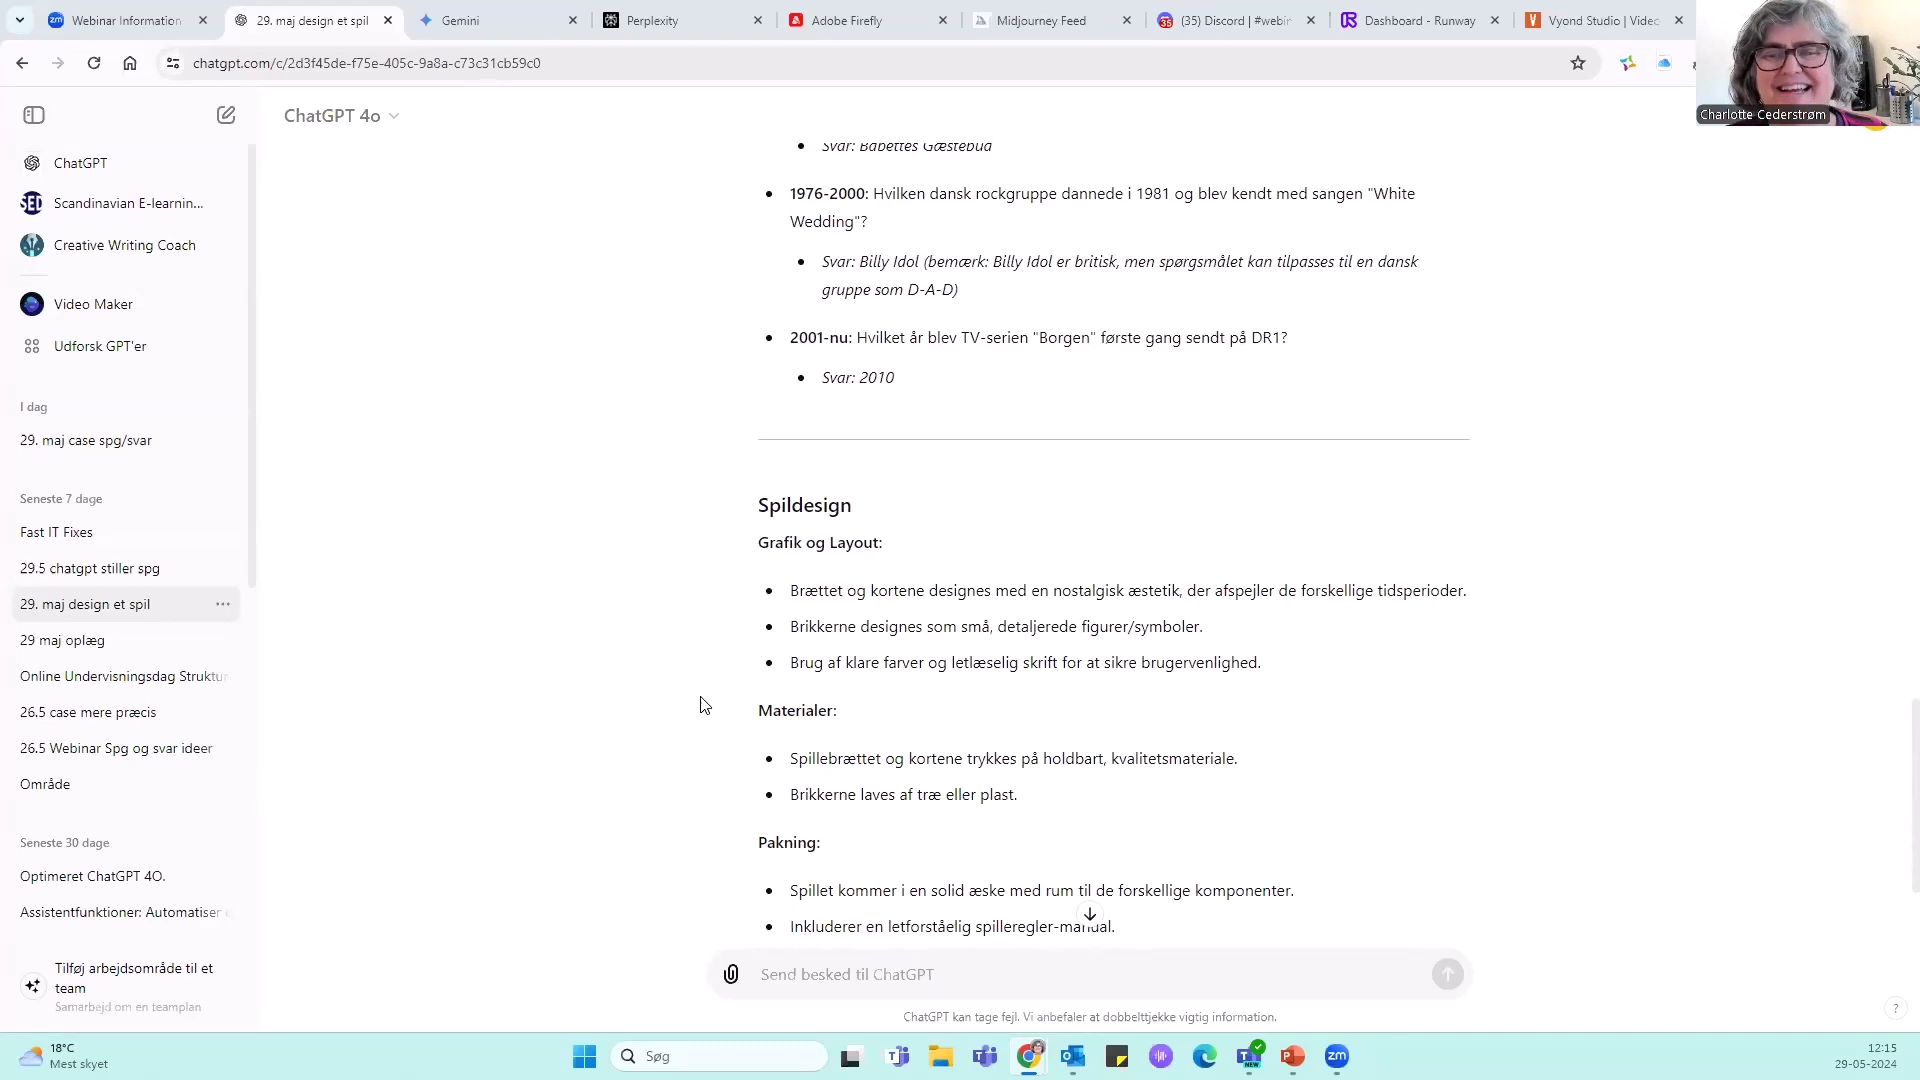 Webinar Information
29. maj design et spil
Gemini
Perplexity
Adobe Firefly
Midjourney Feed
(35) Discord | #webin
Dashboard - Runway
Vyond Studio | Video
chatgpt.com/c/2d3f45de-f75e-405c-9a8a-c73c31cb59c0
Charlotte Cederstrøm
ChatGPT 4o
ChatGPT
Scandinavian E-learnin...
Creative Writing Coach
Video Maker
Udforsk GPT'er
I dag
29. maj case spg/svar
Seneste 7 dage
Fast IT Fixes
29.5 chatgpt stiller spg
29. maj design et spil
29 maj oplæg
Online Undervisningsdag Struktur
26.5 case mere præcis
26.5 Webinar Spg og svar ideer
Område
Seneste 30 dage
Optimeret ChatGPT 4O.
Assistentfunktioner: Automatiser
Tilføj arbejdsområde til et
team
Samarbejd om en teamplan
Svar: Babettes Gæstebud
1976-2000: Hvilken dansk rockgruppe dannede i 1981 og blev kendt med sangen "White
Wedding"?
Svar: Billy Idol (bemærk: Billy Idol er britisk, men spørgsmålet kan tilpasses til en dansk
gruppe som D-A-D)
2001-nu: Hvilket år blev TV-serien "Borgen" første gang sendt på DR1?
Svar: 2010
Spildesign
Grafik og Layout:
Brættet og kortene designes med en nostalgisk æstetik, der afspejler de forskellige tidsperioder.
Brikkerne designes som små, detaljerede figurer/symboler.
Brug af klare farver og letlæselig skrift for at sikre brugervenlighed.
Materialer:
Spillebrættet og kortene trykkes på holdbart, kvalitetsmateriale.
Brikkerne laves af træ eller plast.
Pakning:
Spillet kommer i en solid æske med rum til de forskellige komponenter.
Inkluderer en letforståelig spilleregler-manual.
Send besked til ChatGPT
ChatGPT kan tage fejl. Vi anbefaler at dobbelttjekke vigtig information.
?
18°C
Mest skyet
Søg
12:15
29-05-2024